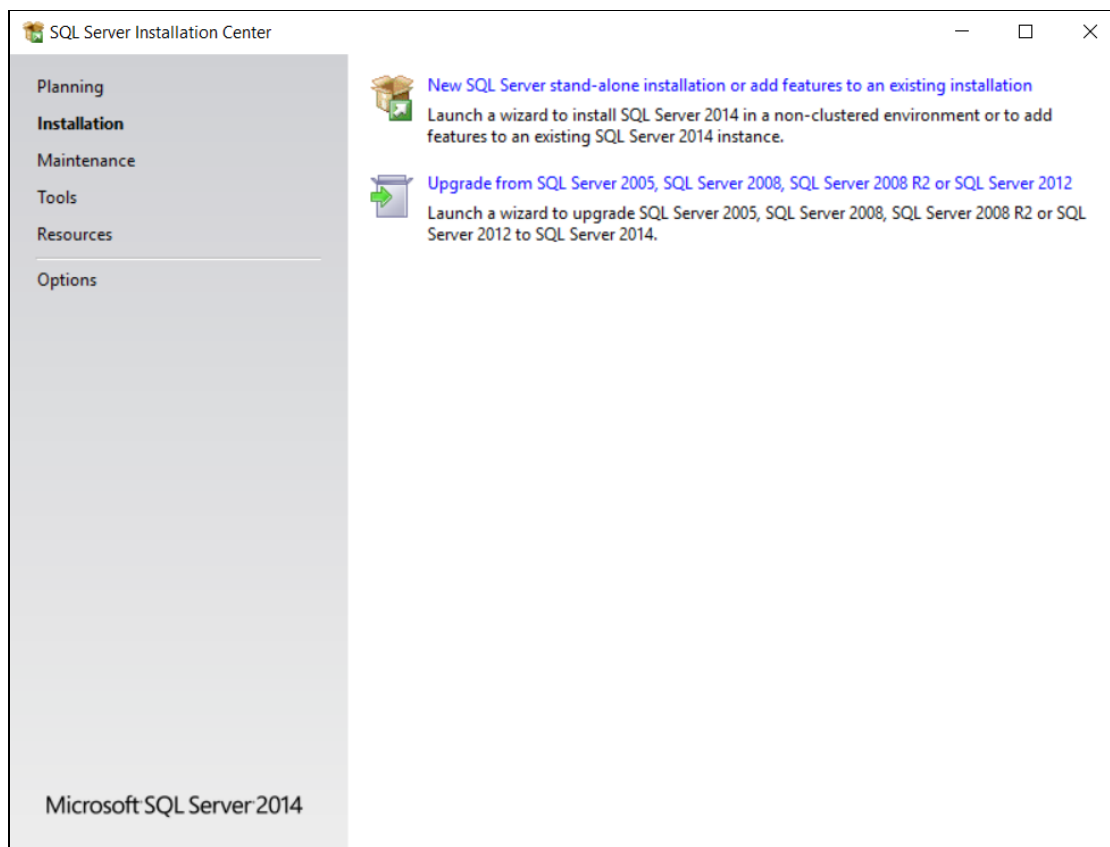 SQL Server Installation Center
Planning
Installation
Maintenance
Tools
Resources
Options
New SQL Server stand-alone installation or add features to an existing installation
Launch a wizard to install SQL Server 2014 in a non-clustered environment or to add
features to an existing SQL Server 2014 instance.
Upgrade from SQL Server 2005, SQL Server 2008, SQL Server 2008 R2 or SQL Server 2012
Launch a wizard to upgrade SQL Server 2005, SQL Server 2008, SQL Server 2008 R2 or SQL
Server 2012 to SQL Server 2014.
Microsoft SQL Server 2014